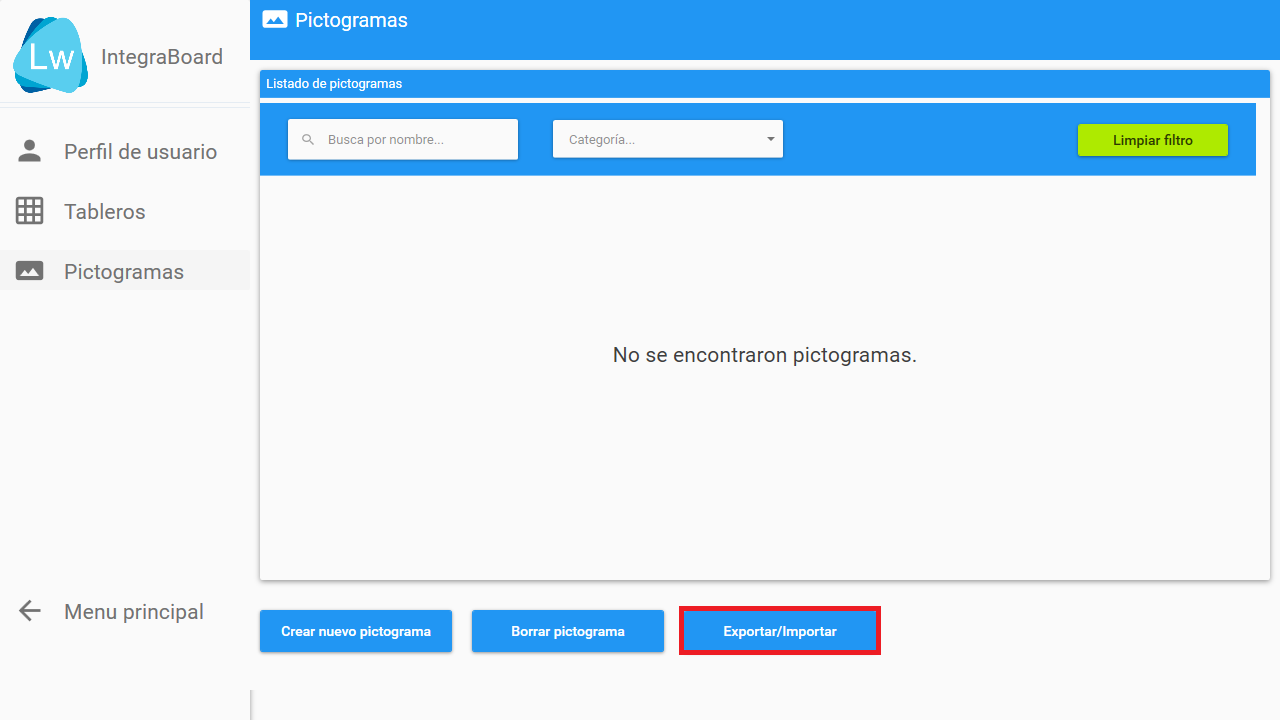 Lw
IntegraBoard
Perfil de usuario
Tableros
Pictogramas
Menu principal
Pictogramas
Listado de pictogramas
Busca por nombre...
Categoría...
Limpiar filtro
No se encontraron pictogramas.
Crear nuevo pictograma
Borrar pictograma
Exportar/Importar